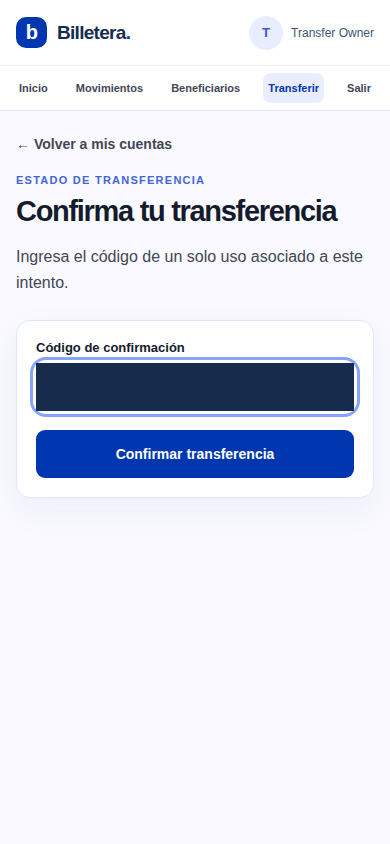 b Billetera.
T Transfer Owner
Inicio Movimientos Beneficiarios Transferir Salir
← Volver a mis cuentas
ESTADO DE TRANSFERENCIA
Confirma tu transferencia
Ingresa el código de un solo uso asociado a este
intento.
Código de confirmación
Confirmar transferencia